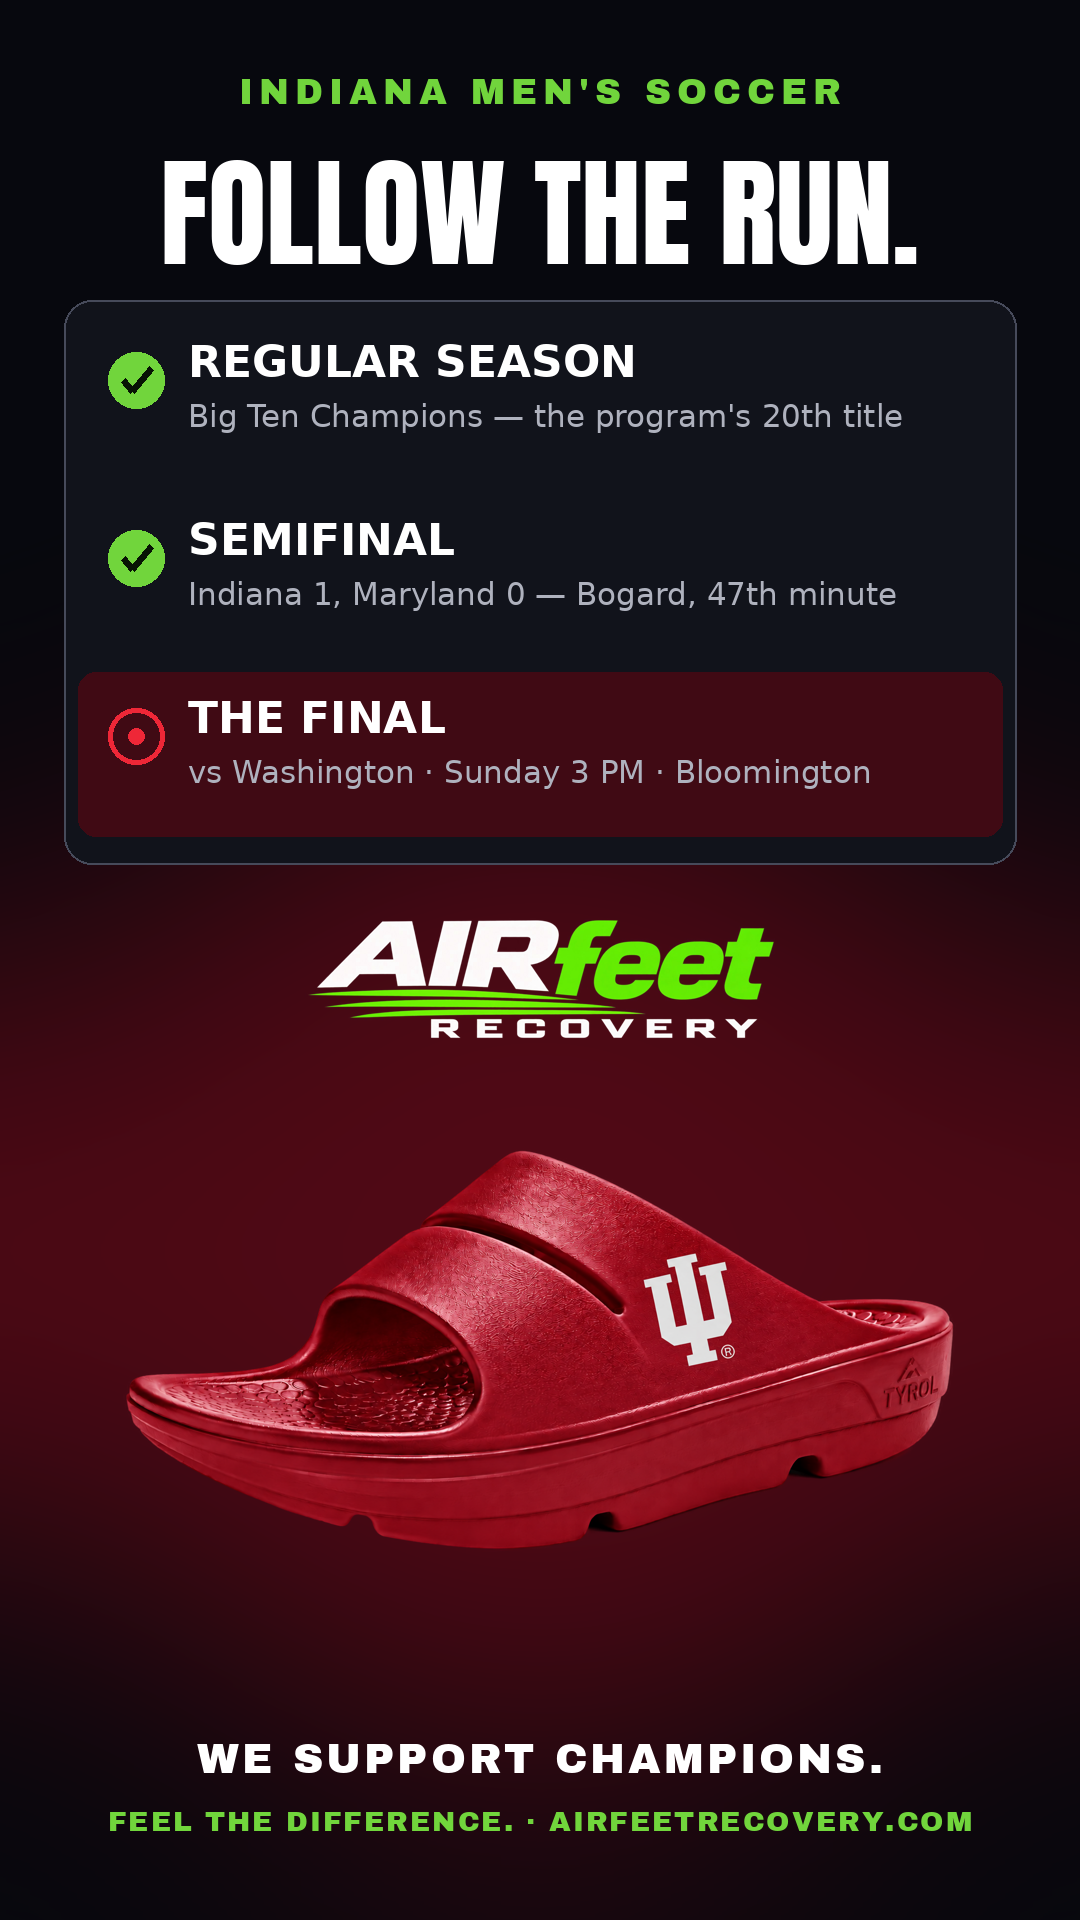 INDIANA MEN'S SOCCER
FOLLOW THE RUN.
REGULAR SEASON
Big Ten Champions — the program's 20th title
SEMIFINAL
Indiana 1, Maryland 0 — Bogard, 47th minute
THE FINAL
vs Washington · Sunday 3 PM · Bloomington
AIRfeet
RECOVERY
IU®
TYROL
WE SUPPORT CHAMPIONS.
FEEL THE DIFFERENCE. · AIRFEETRECOVERY.COM